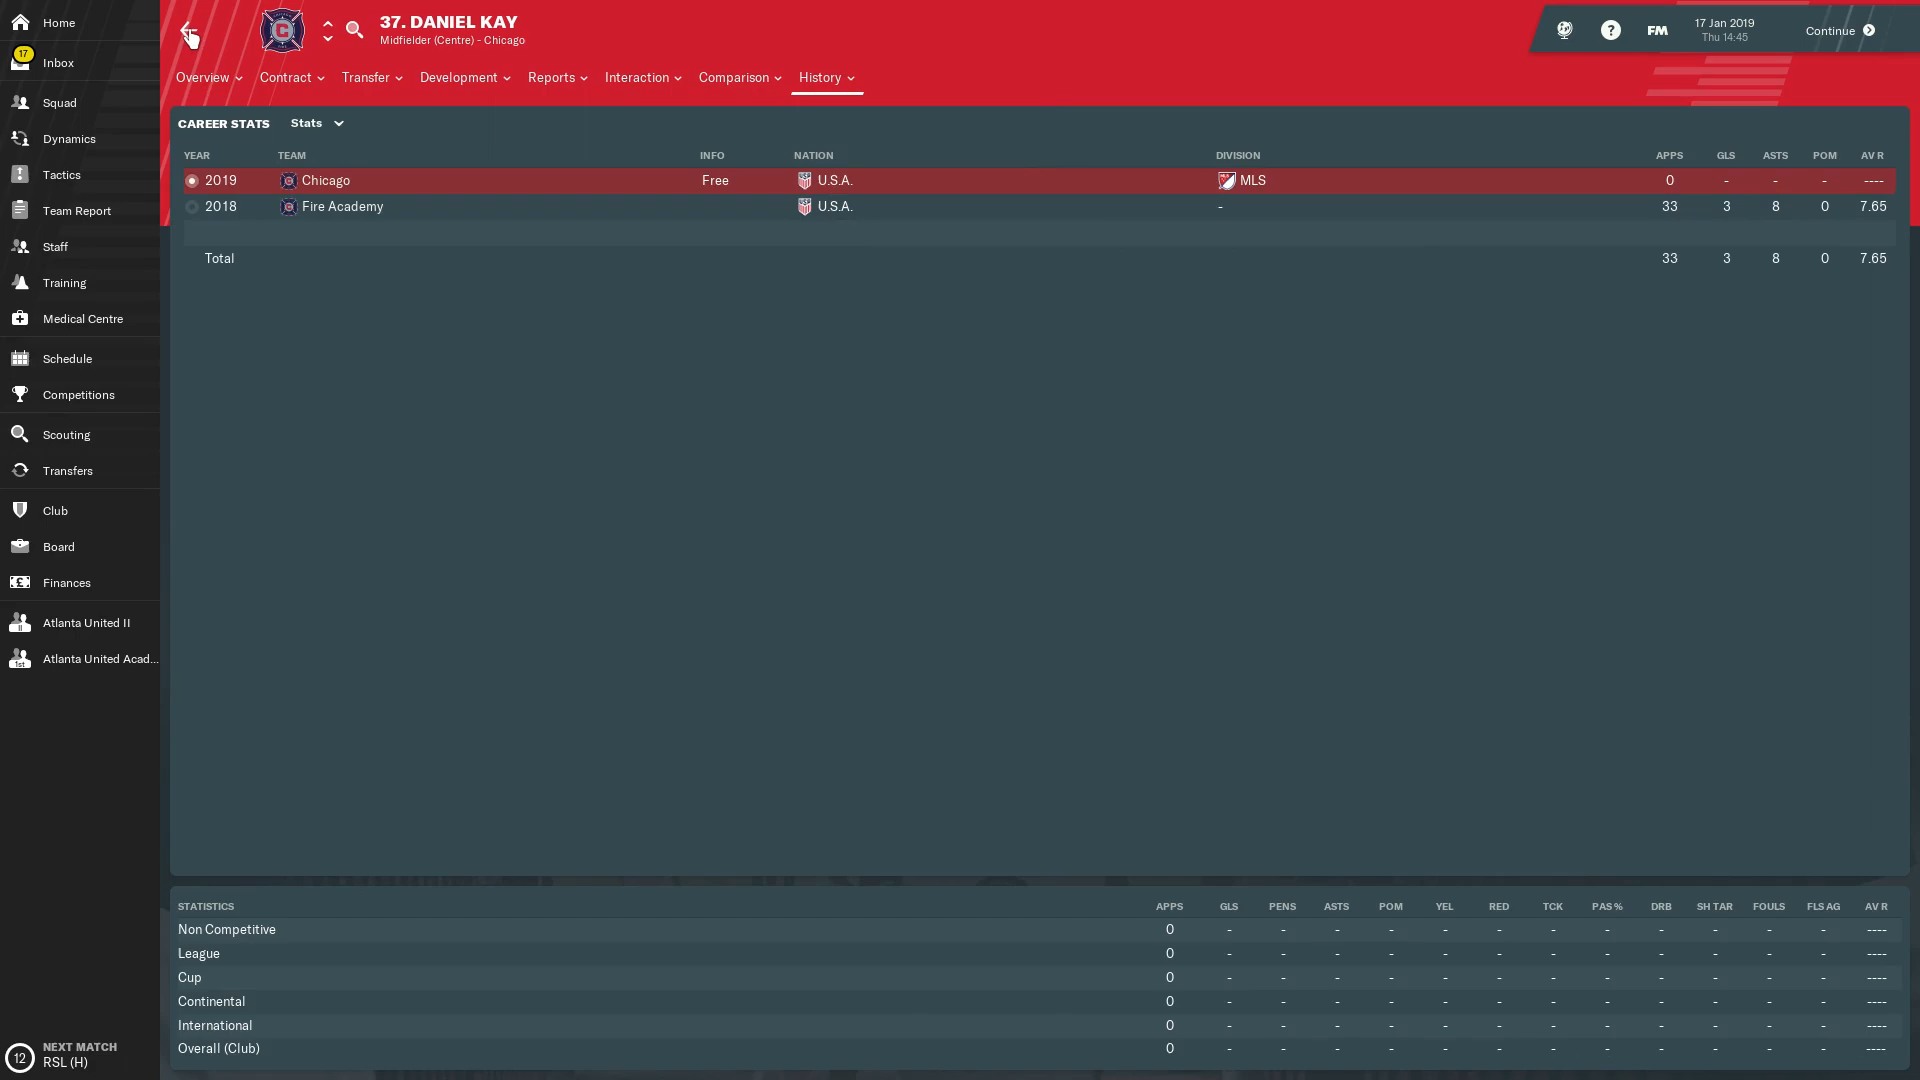 Home
17
Inbox
Squad
Dynamics
Tactics
Team Report
Staff
Training
Medical Centre
Schedule
Competitions
Scouting
Transfers
Club
Board
Finances
Atlanta United II
Atlanta United Acad...
12
NEXT MATCH
RSL (H)
37. DANIEL KAY
Midfielder (Centre) - Chicago
? FM 17 Jan 2019 Continue
Thu 14:45
Overview Contract Transfer Development Reports Interaction Comparison History
CAREER STATS Stats
YEAR TEAM INFO NATION DIVISION APPS GLS ASTS POM AV R
2019 Chicago Free U.S.A. MLS 0 - - - ----
2018 Fire Academy U.S.A. - 33 3 8 0 7.65
Total 33 3 8 0 7.65
STATISTICS APPS GLS PENS ASTS POM YEL RED TCK PAS % DRB SH TAR FOULS FLS AG AV R
Non Competitive 0 - - - - - - - - - - - - ----
League 0 - - - - - - - - - - - - ----
Cup 0 - - - - - - - - - - - - ----
Continental 0 - - - - - - - - - - - - ----
International 0 - - - - - - - - - - - - ----
Overall (Club) 0 - - - - - - - - - - - - ----